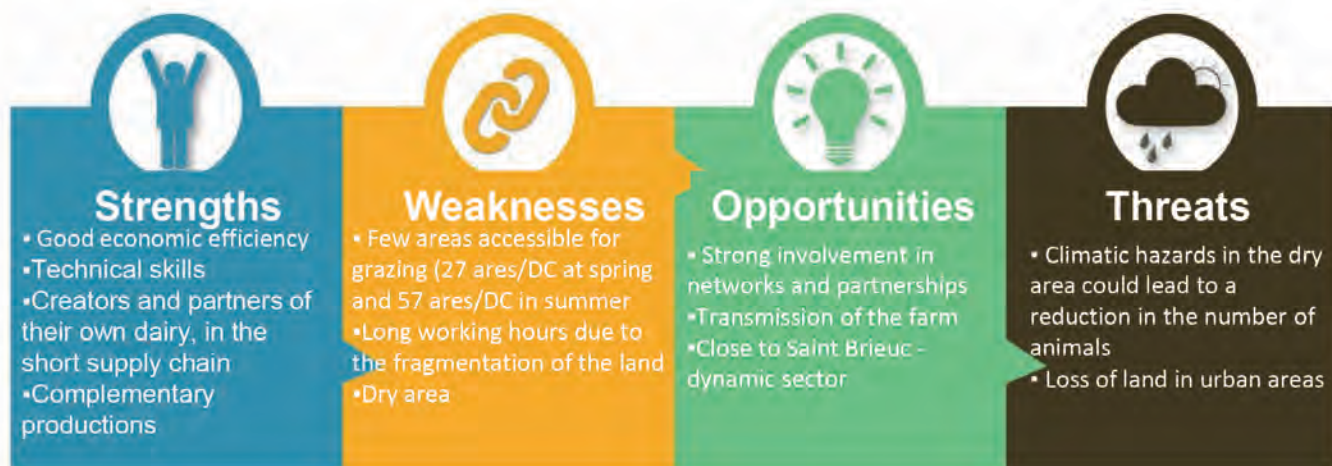 Strengths
▪ Good economic efficiency
▪Technical skills
▪Creators and partners of
their own dairy, in the
short supply chain
▪Complementary
productions
Weaknesses
▪ Few areas accessible for
grazing (27 ares/DC at spring
and 57 ares/DC in summer
▪Long working hours due to
the fragmentation of the land
▪Dry area
Opportunities
▪ Strong involvement in
networks and partnerships
▪Transmission of the farm
▪Close to Saint Brieuc -
dynamic sector
Threats
▪ Climatic hazards in the dry
area could lead to a
reduction in the number of
animals
▪ Loss of land in urban areas